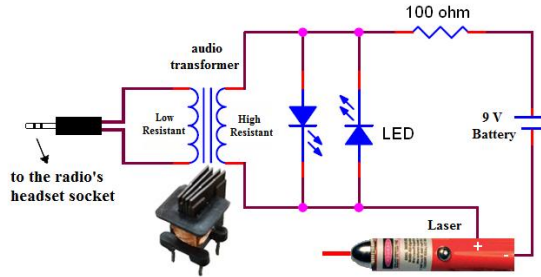 100 ohm
audio
transformer
Low
Resistant
High
Resistant
9 V
Battery
LED
to the radio's
headset socket
Laser
+
-